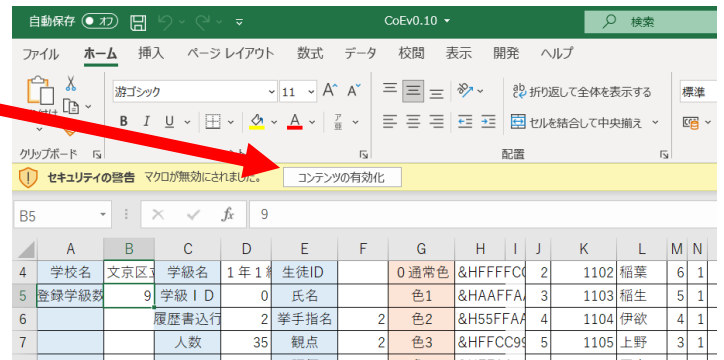 自動保存 オフ CoEv0.10 検索
ファイル ホーム 挿入 ページ レイアウト 数式 データ 校閲 表示 開発 ヘルプ
游ゴシック 11 A^ A˅ ab 折り返して全体を表示する 標準
B I U A ア亜 セルを結合して中央揃え
クリップボード 配置
セキュリティの警告 マクロが無効にされました。 コンテンツの有効化
B5 fx 9
A B C D E F G H I J K L M N
4 学校名 文京区 学級名 1年1 生徒ID 0通常色 &HFFFFC 2 1102 稲葉 6 1
5 登録学級数 9 学級ID 0 氏名 色1 &HAAFFA 3 1103 稲生 5 1
6 履歴書込行 2 挙手指名 2 色2 &H55FFA 4 1104 伊欲 4 1
7 人数 35 観点 2 色3 &HFFCC99 5 1105 上野 3 1